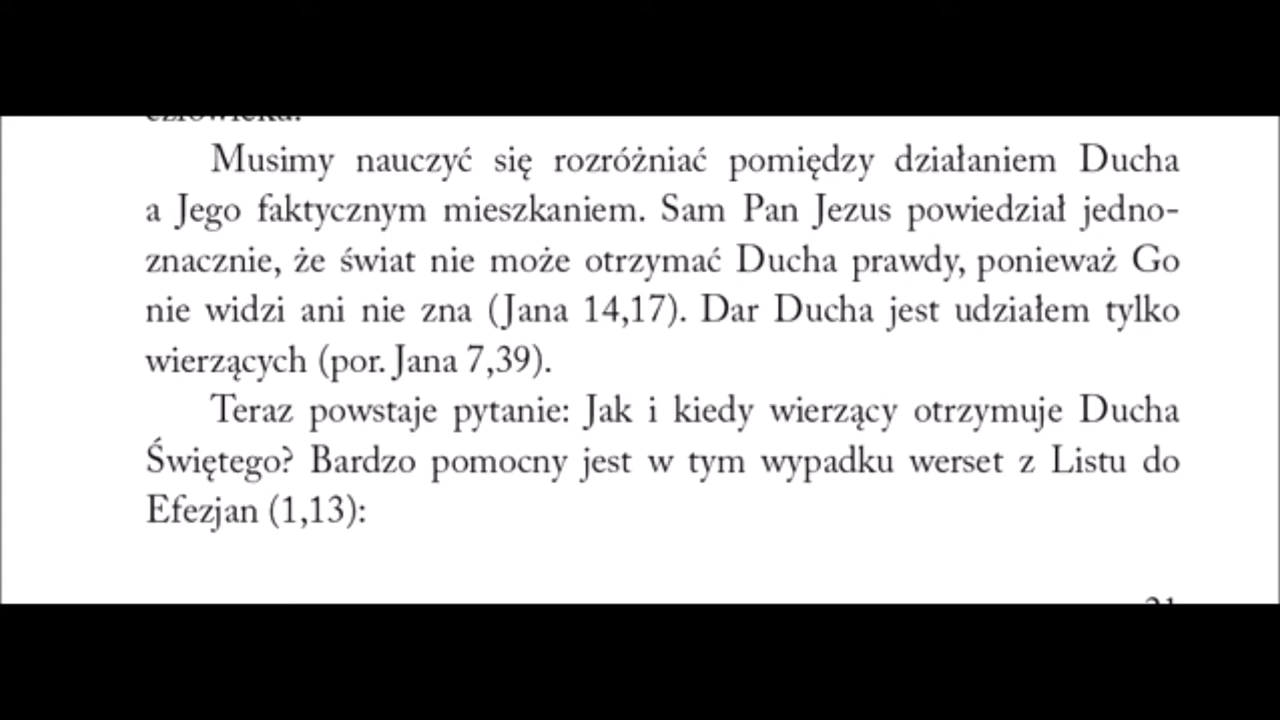 Musimy nauczyć się rozróżniać pomiędzy działaniem Ducha
a Jego faktycznym mieszkaniem. Sam Pan Jezus powiedział jedno-
znacznie, że świat nie może otrzymać Ducha prawdy, ponieważ Go
nie widzi ani nie zna (Jana 14,17). Dar Ducha jest udziałem tylko
wierzących (por. Jana 7,39).
Teraz powstaje pytanie: Jak i kiedy wierzący otrzymuje Ducha
Świętego? Bardzo pomocny jest w tym wypadku werset z Listu do
Efezjan (1,13):